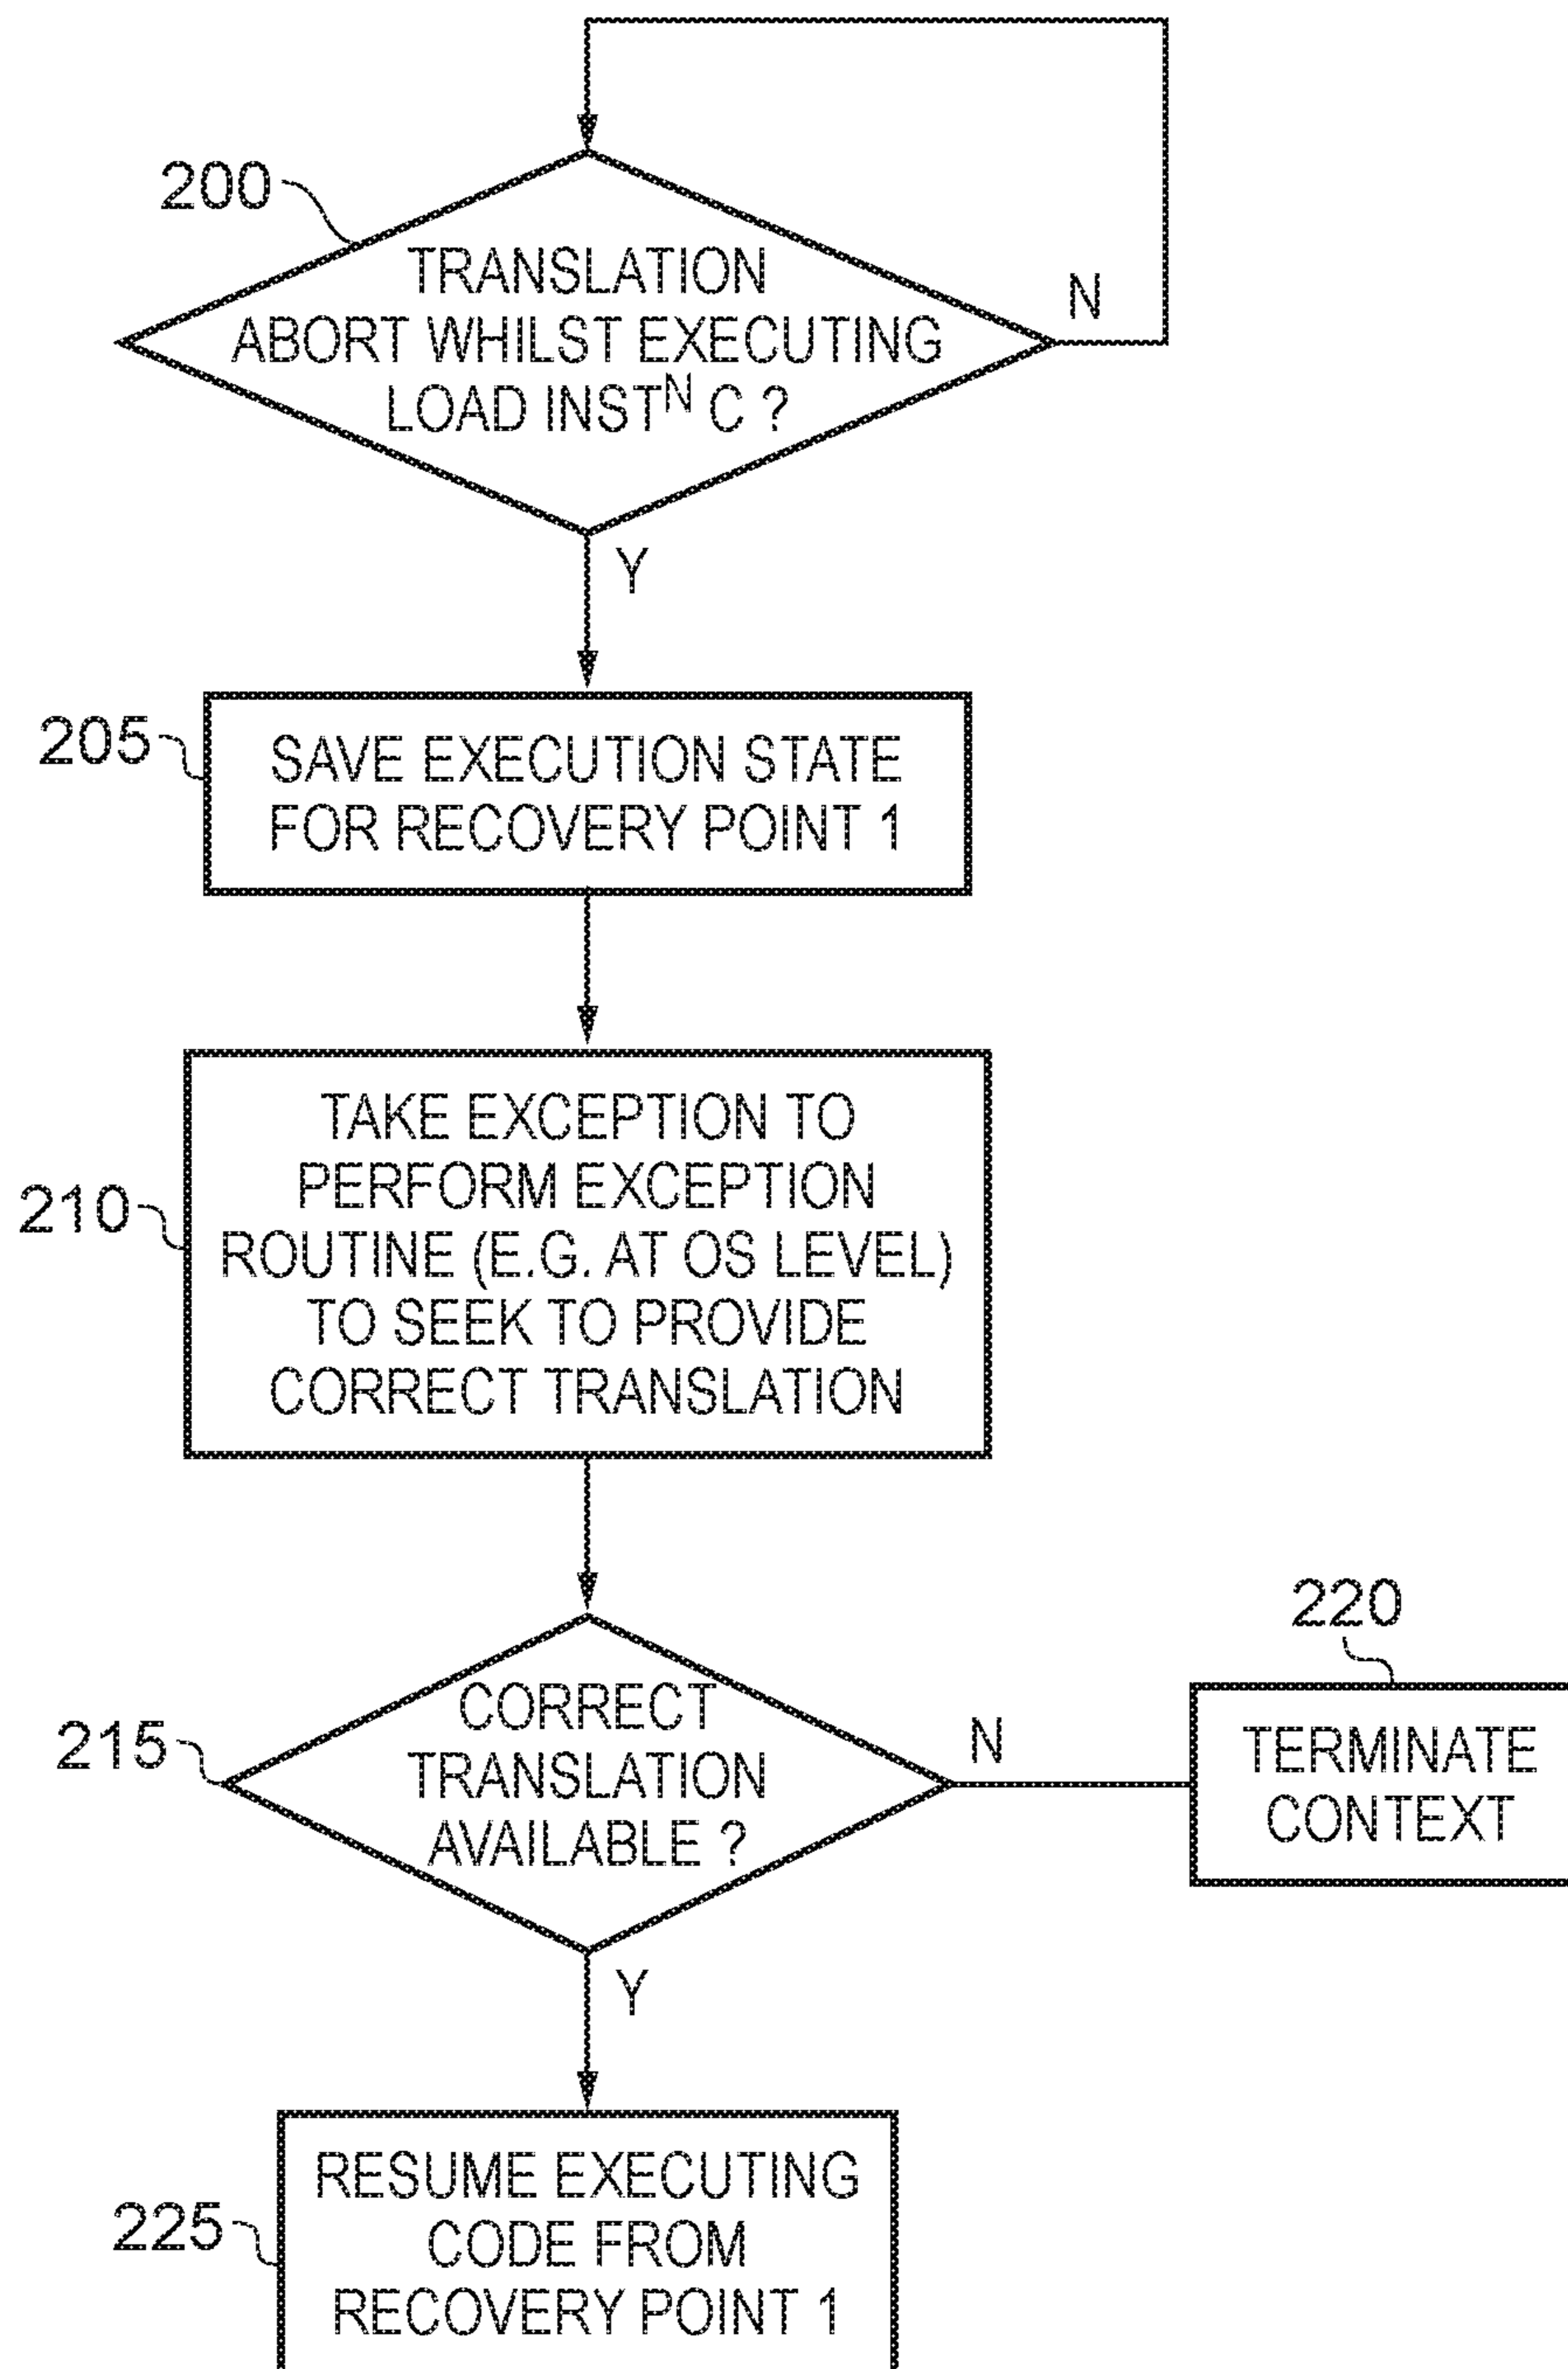 200
TRANSLATION
ABORT WHILST EXECUTING
LOAD INSTᴺ C ?
N
Y
205
SAVE EXECUTION STATE
FOR RECOVERY POINT 1
210
TAKE EXCEPTION TO
PERFORM EXCEPTION
ROUTINE (E.G. AT OS LEVEL)
TO SEEK TO PROVIDE
CORRECT TRANSLATION
215
CORRECT
TRANSLATION
AVAILABLE ?
N
220
TERMINATE
CONTEXT
Y
225
RESUME EXECUTING
CODE FROM
RECOVERY POINT 1